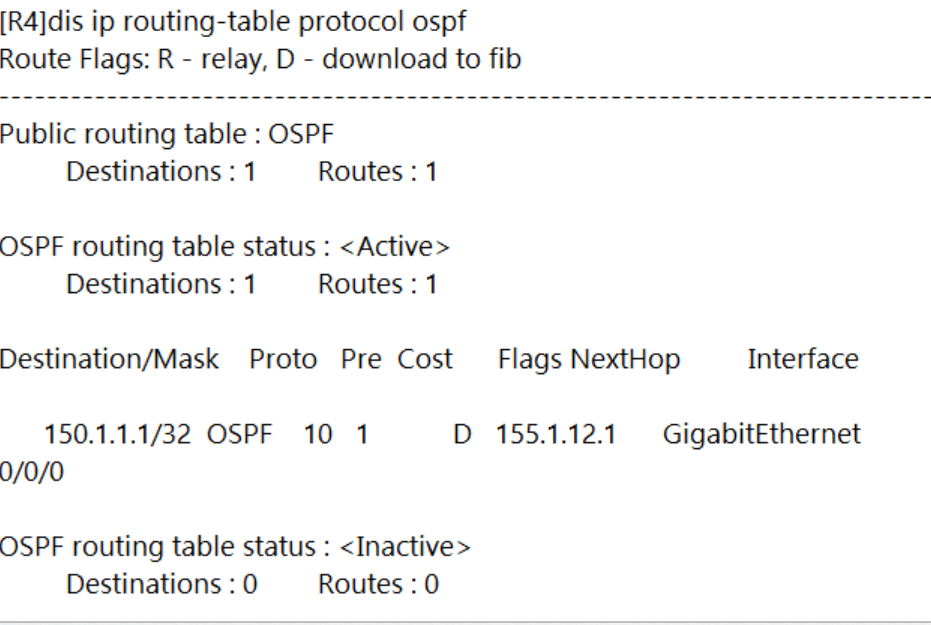 [R4]dis ip routing-table protocol ospf
Route Flags: R - relay, D - download to fib
------------------------------------------------------------------------------
Public routing table : OSPF
Destinations : 1 Routes : 1
OSPF routing table status : <Active>
Destinations : 1 Routes : 1
Destination/Mask Proto Pre Cost Flags NextHop Interface
150.1.1.1/32 OSPF 10 1 D 155.1.12.1 GigabitEthernet
0/0/0
OSPF routing table status : <Inactive>
Destinations : 0 Routes : 0